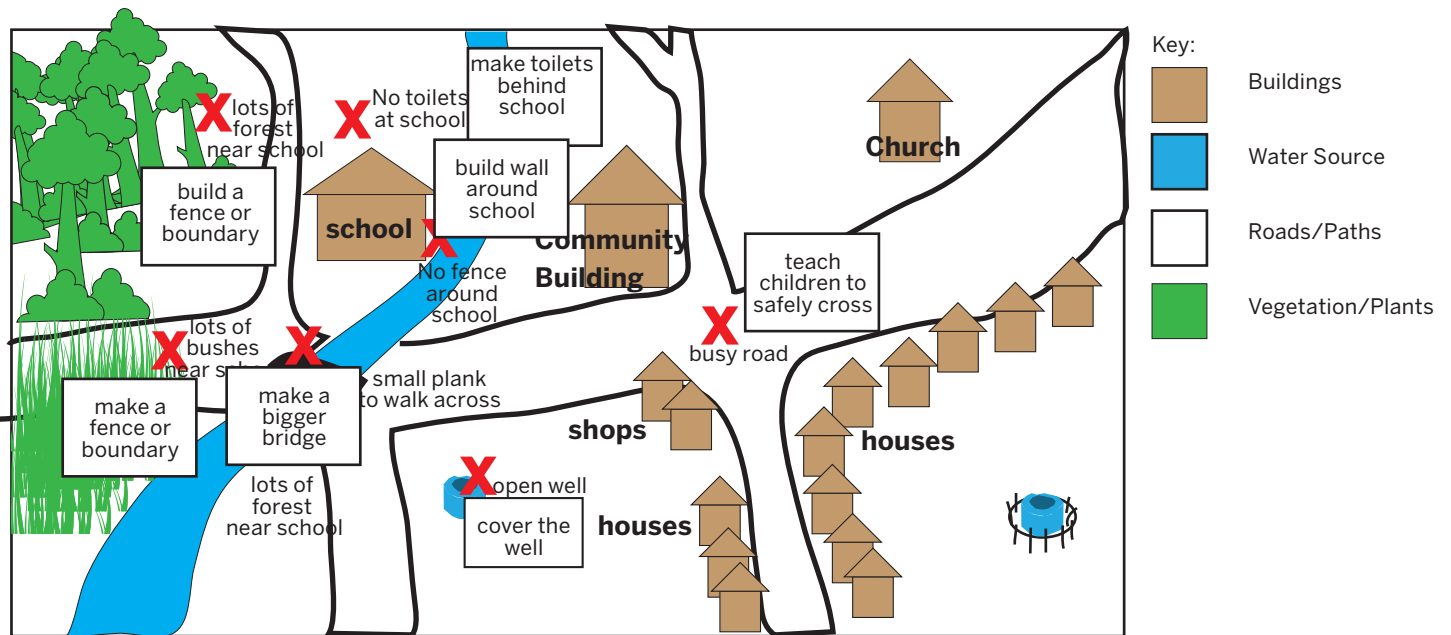 Key:
Buildings
Water Source
Roads/Paths
Vegetation/Plants
X
lots of
forest
near school
build a
fence or
boundary
X
No toilets
at school
make toilets
behind
school
build wall
around
school
school
X
No fence
around
school
Community
Building
Church
teach
children to
safely cross
X
busy road
X
lots of
bushes
near
make a
fence or
boundary
X
make a
bigger
bridge
small plank
to walk across
lots of
forest
near school
shops
houses
X
open well
cover the
well
houses